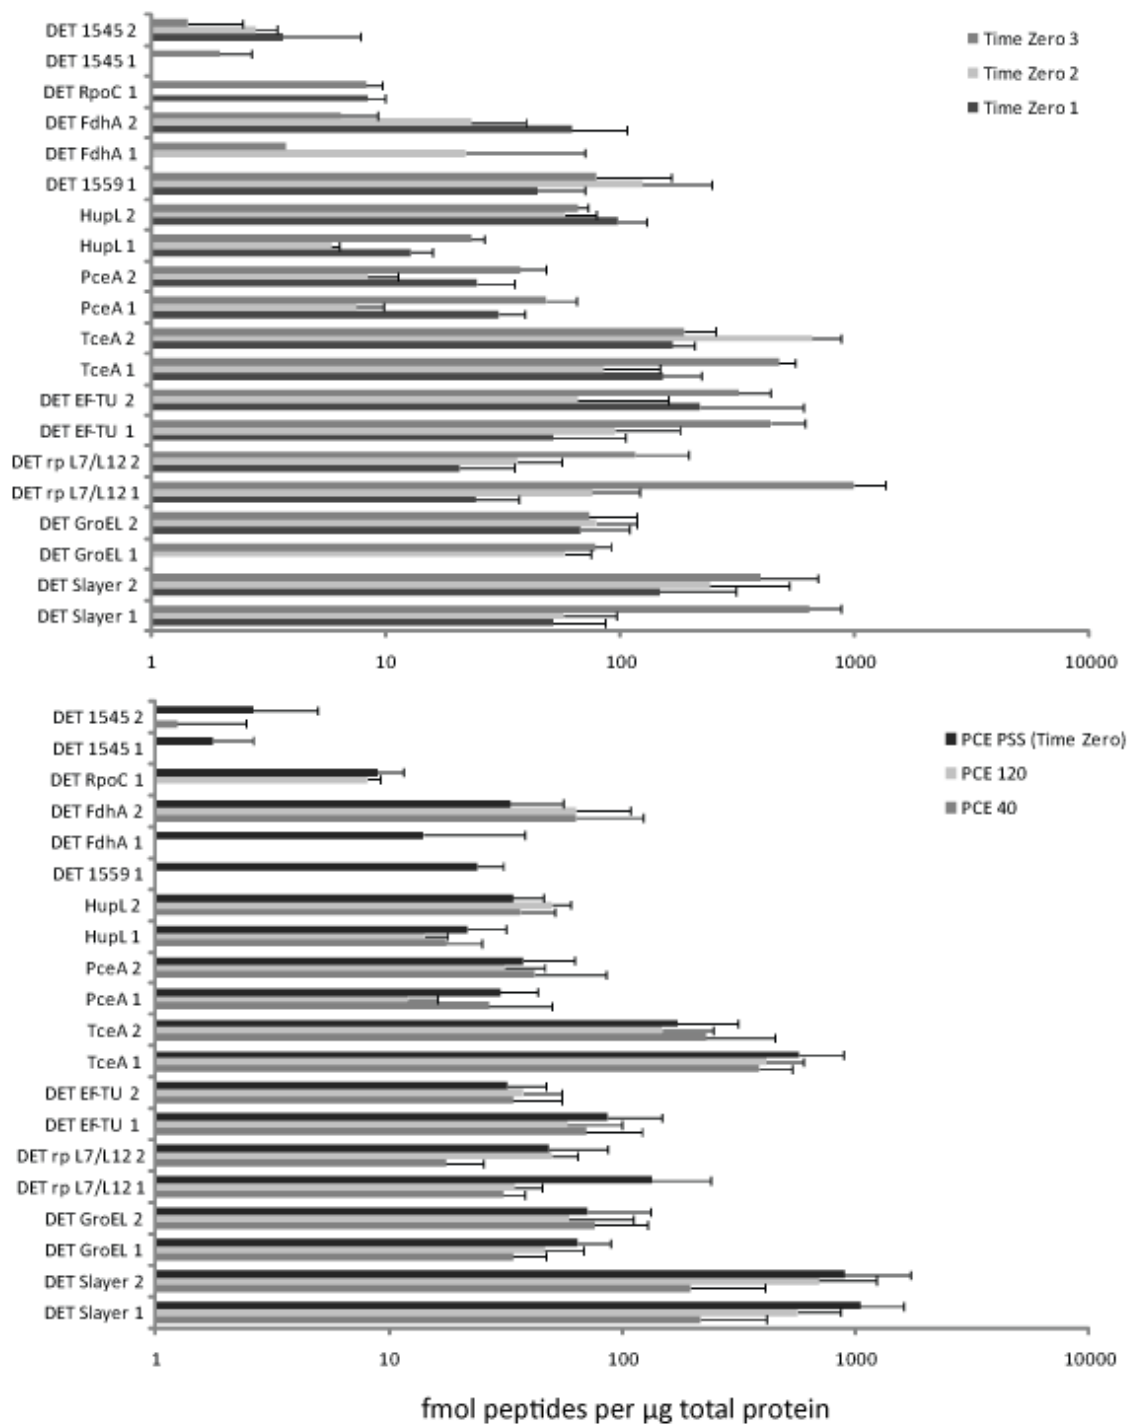 DET 1545 2
DET 1545 1
DET RpoC 1
DET FdhA 2
DET FdhA 1
DET 1559 1
HupL 2
HupL 1
PceA 2
PceA 1
TceA 2
TceA 1
DET EF-TU 2
DET EF-TU 1
DET rp L7/L12 2
DET rp L7/L12 1
DET GroEL 2
DET GroEL 1
DET Slayer 2
DET Slayer 1
Time Zero 3
Time Zero 2
Time Zero 1
1 10 100 1000 10000
DET 1545 2
DET 1545 1
DET RpoC 1
DET FdhA 2
DET FdhA 1
DET 1559 1
HupL 2
HupL 1
PceA 2
PceA 1
TceA 2
TceA 1
DET EF-TU 2
DET EF-TU 1
DET rp L7/L12 2
DET rp L7/L12 1
DET GroEL 2
DET GroEL 1
DET Slayer 2
DET Slayer 1
PCE PSS (Time Zero)
PCE 120
PCE 40
1 10 100 1000 10000
fmol peptides per µg total protein